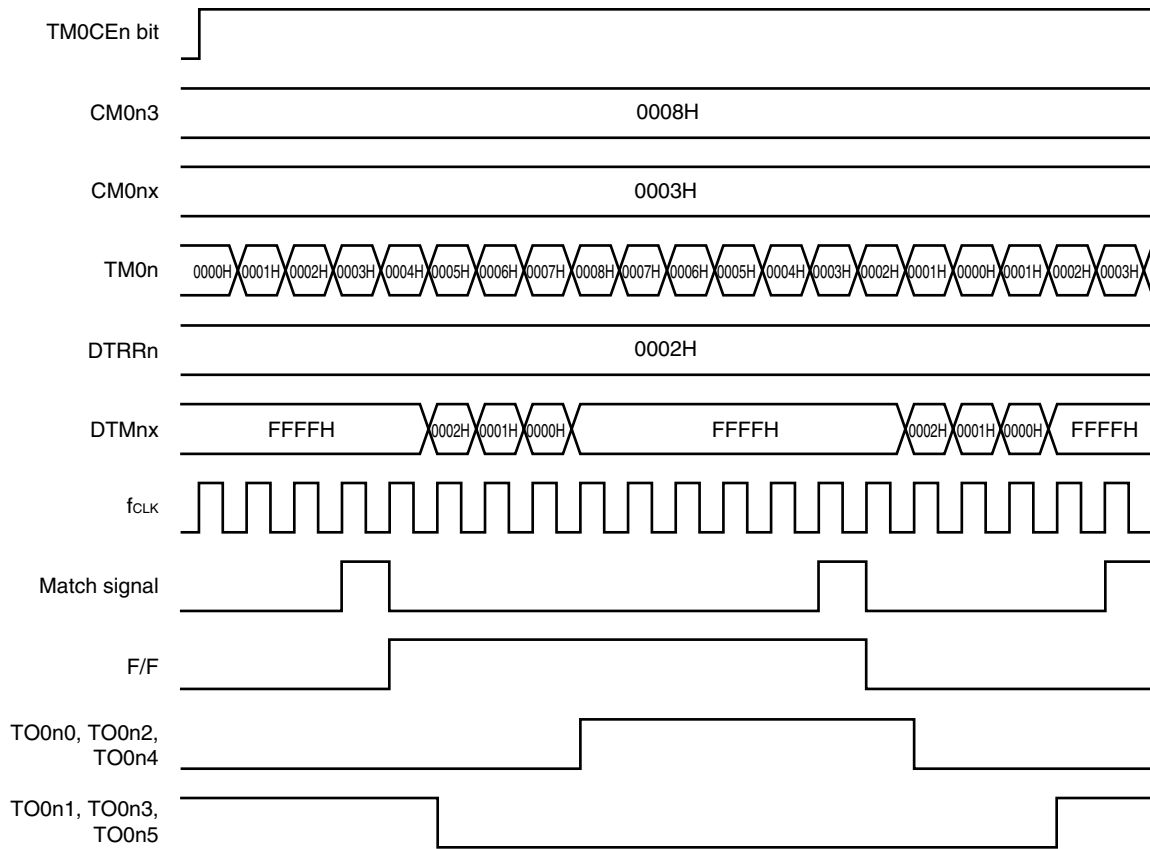 TM0CEn bit
CM0n3
0008H
CM0nx
0003H
TM0n
0000H 0001H 0002H 0003H 0004H 0005H 0006H 0007H 0008H 0007H 0006H 0005H 0004H 0003H 0002H 0001H 0000H 0001H 0002H 0003H
DTRRn
0002H
DTMnx
FFFFH 0002H 0001H 0000H FFFFH 0002H 0001H 0000H FFFFH
fCLK
Match signal
F/F
TO0n0, TO0n2,
TO0n4
TO0n1, TO0n3,
TO0n5